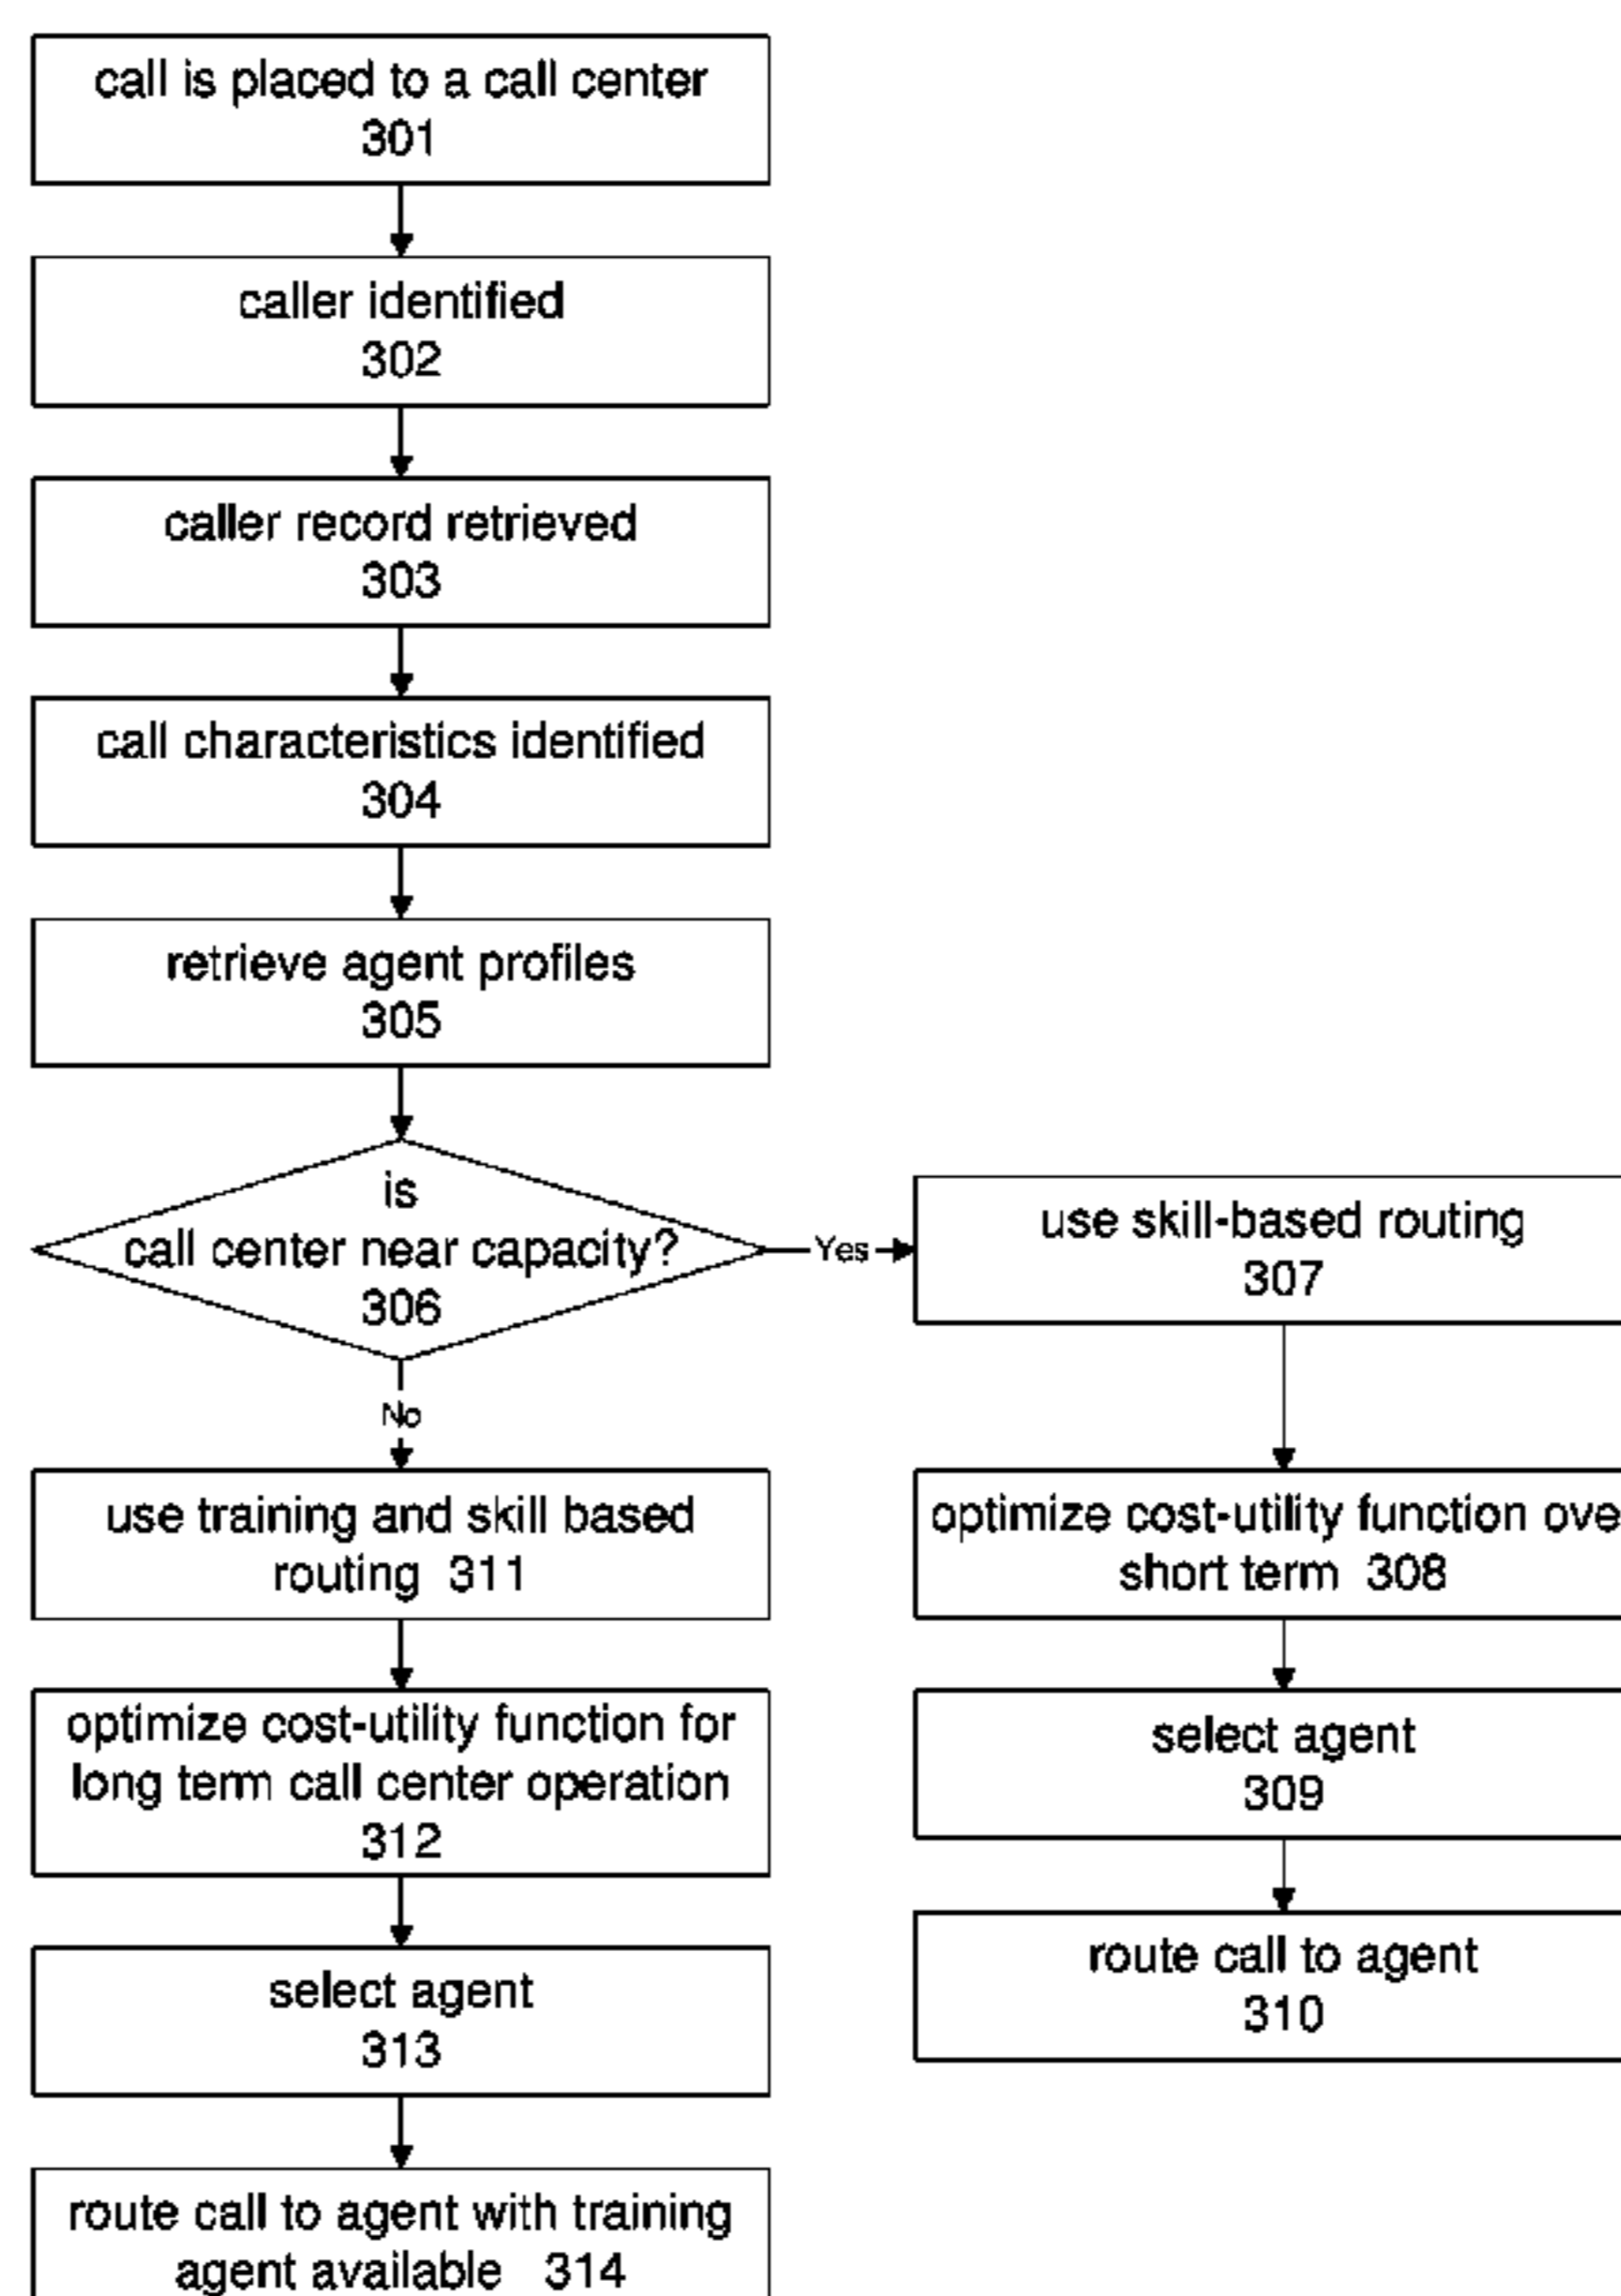 call is placed to a call center
301
caller identified
302
caller record retrieved
303
call characteristics identified
304
retrieve agent profiles
305
is
call center near capacity?
306
Yes
use skill-based routing
307
No
use training and skill based
routing 311
optimize cost-utility function ove
short term 308
optimize cost-utility function for
long term call center operation
312
select agent
309
select agent
313
route call to agent
310
route call to agent with training
agent available 314